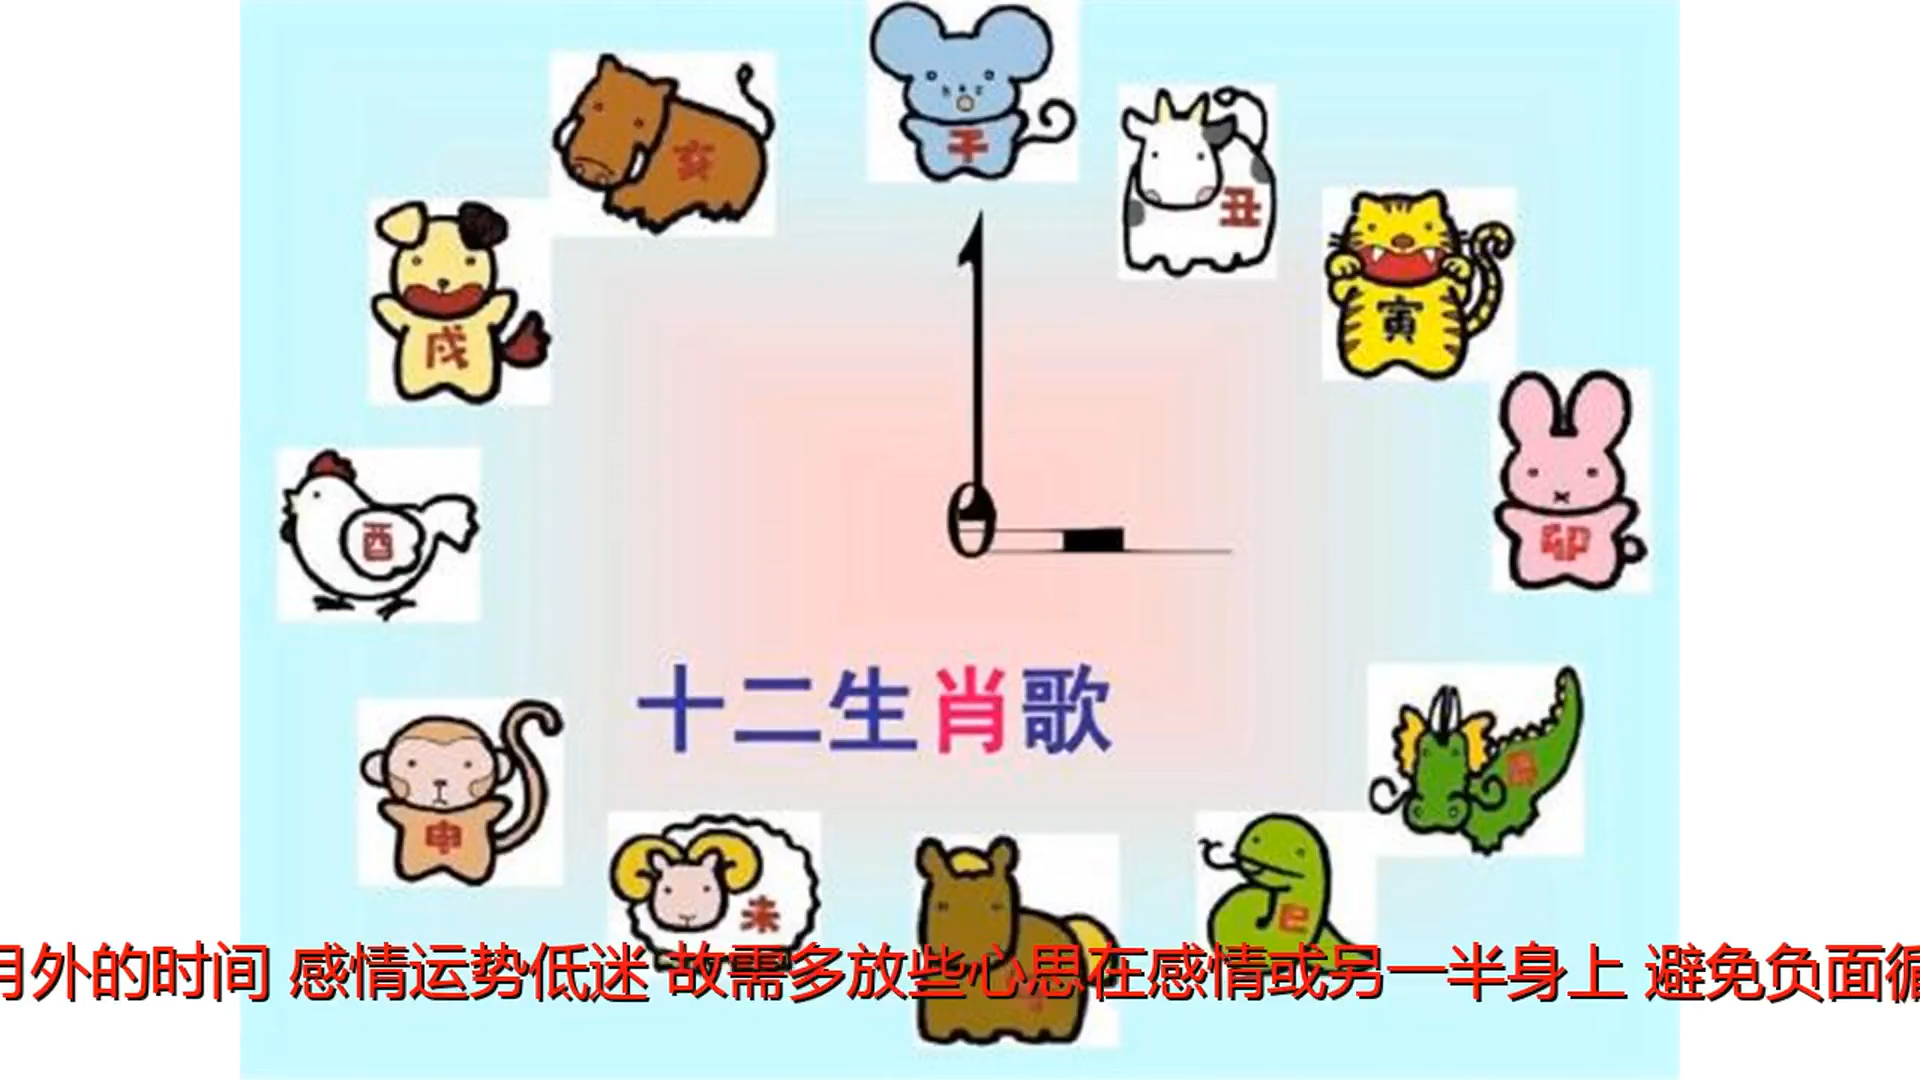 子
丑
亥
寅
戌
卯
酉
十二生肖歌
辰
申
未
巳
月外的时间 感情运势低迷 故需多放些心思在感情或另一半身上 避免负面循